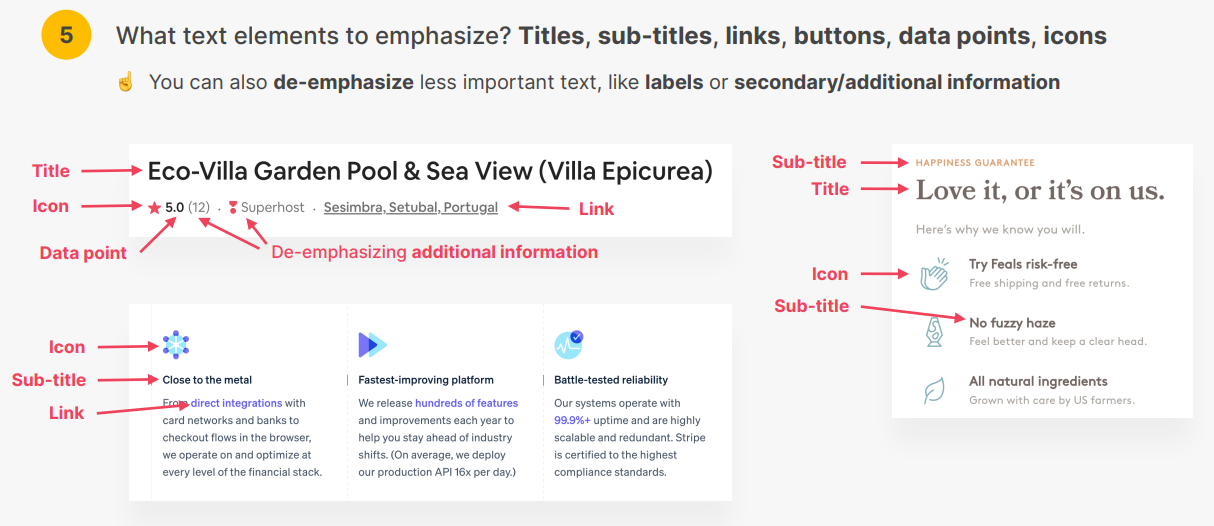 5
What text elements to emphasize? Titles, sub-titles, links, buttons, data points, icons
You can also de-emphasize less important text, like labels or secondary/additional information
Title
Eco-Villa Garden Pool & Sea View (Villa Epicurea)
Icon
5.0 (12) · Superhost · Sesimbra, Setubal, Portugal
Link
Data point
De-emphasizing additional information
Icon
Sub-title
Close to the metal
Link
From direct integrations with
card networks and banks to
checkout flows in the browser,
we operate on and optimize at
every level of the financial stack.
Fastest-improving platform
We release hundreds of features
and improvements each year to
help you stay ahead of industry
shifts. (On average, we deploy
our production API 16x per day.)
Battle-tested reliability
Our systems operate with
99.9%+ uptime and are highly
scalable and redundant. Stripe
is certified to the highest
compliance standards.
Sub-title
HAPPINESS GUARANTEE
Title
Love it, or it's on us.
Here's why we know you will.
Icon
Try Feals risk-free
Free shipping and free returns.
Sub-title
No fuzzy haze
Feel better and keep a clear head.
All natural ingredients
Grown with care by US farmers.